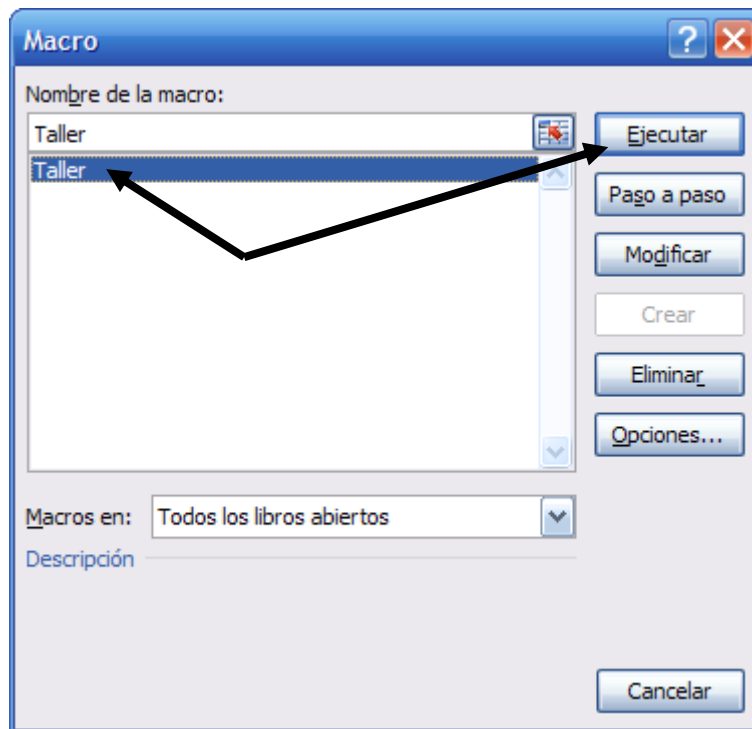 Macro
Nombre de la macro:
Taller
Ejecutar
Taller
Paso a paso
Modificar
Crear
Eliminar
Opciones...
Macros en: Todos los libros abiertos
Descripción
Cancelar